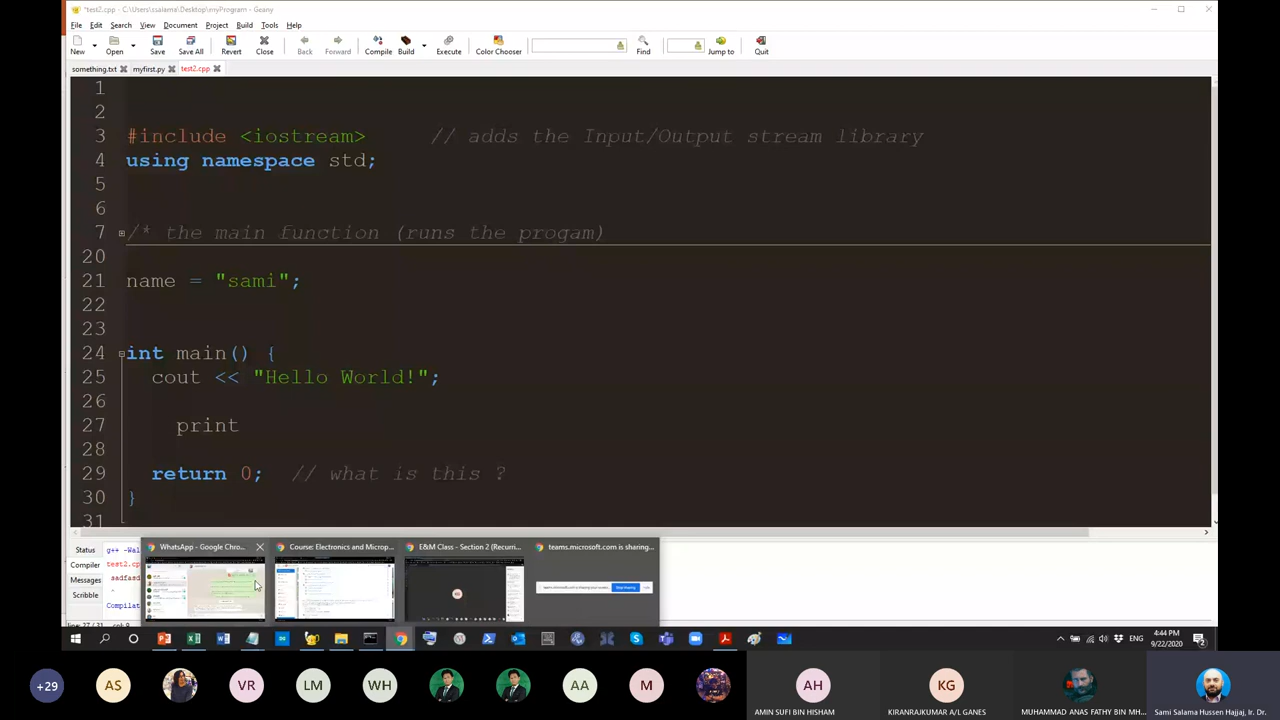 *test2.cpp - C:\Users\ssalama\Desktop\myProgram - Geany
File Edit Search View Document Project Build Tools Help
New Open Save Save All Revert Close Back Forward Compile Build Execute Color Chooser Find Jump to Quit
something.txt myfirst.py test2.cpp
1
2
3 #include <iostream> // adds the Input/Output stream library
4 using namespace std;
5
6
7 /* the main function (runs the progam)
20
21 name = "sami";
22
23
24 int main() {
25 cout << "Hello World!";
26
27 print
28
29 return 0; // what is this ?
30 }
31
Status g++ -Wal
Compiler test2.cp
Messages sadfasd
Scribble
Compilat
WhatsApp - Google Chro...
Course: Electronics and Microp...
E&M Class - Section 2 (Recurri...
teams.microsoft.com is sharing...
Stop sharing
ENG
4:44 PM
9/22/2020
+29 AS VR LM WH AA M AH KG
AMIN SUFI BIN HISHAM
KIRANRAJKUMAR A/L GANES
MUHAMMAD ANAS FATHY BIN MH...
Sami Salama Hussen Hajjaj, Ir. Dr.